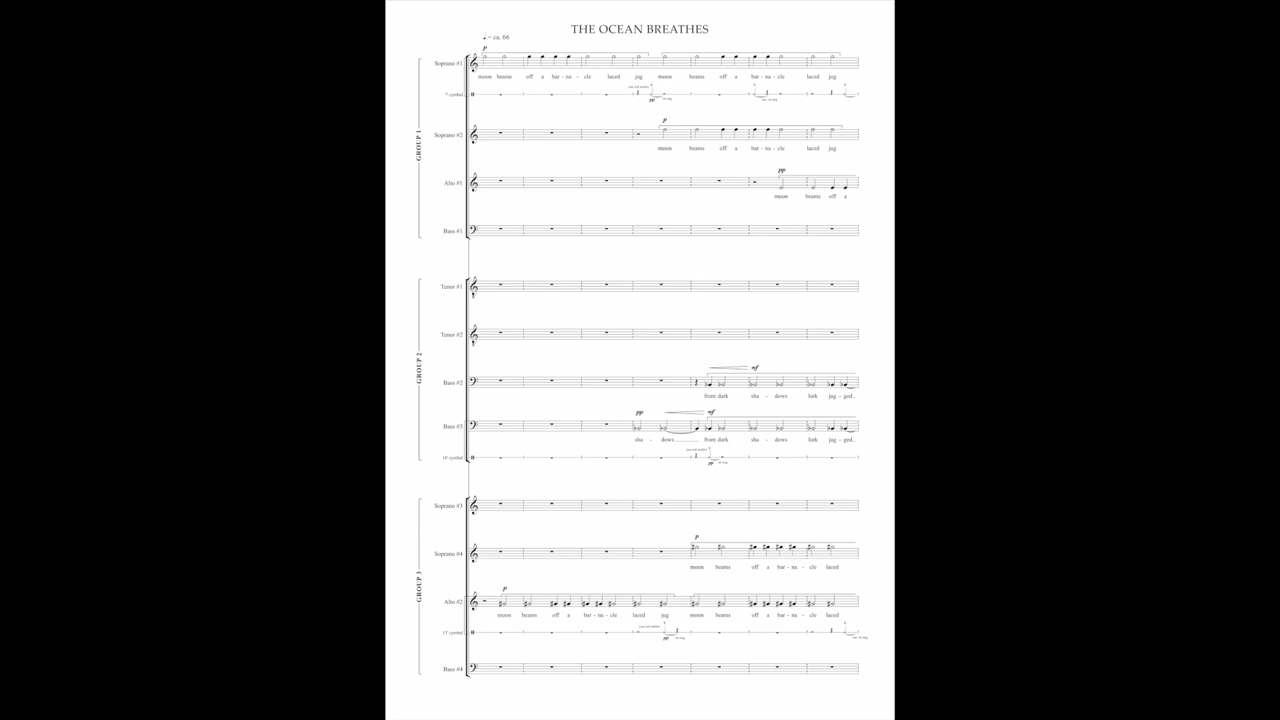 THE OCEAN BREATHES
♩ = ca. 66
p
Soprano #1
moon beams off a bar - na - cle laced jug moon beams off a bar - na - cle laced jug
7" cymbal
pp
p
Soprano #2
moon beams off a bar - na - cle laced jug
GROUP 1
pp
Alto #1
moon beams off a
Bass #1
Tenor #1
Tenor #2
GROUP 2
mf
Bass #2
from dark sha - dows lurk jag - ged
pp mf
Bass #3
sha - dows from dark sha - dows lurk jag - ged
10" cymbal
pp
Soprano #3
p
Soprano #4
moon beams off a bar - na - cle laced
GROUP 3
p
Alto #2
moon beams off a bar - na - cle laced jug moon beams off a bar - na - cle laced
13" cymbal
pp
Bass #4